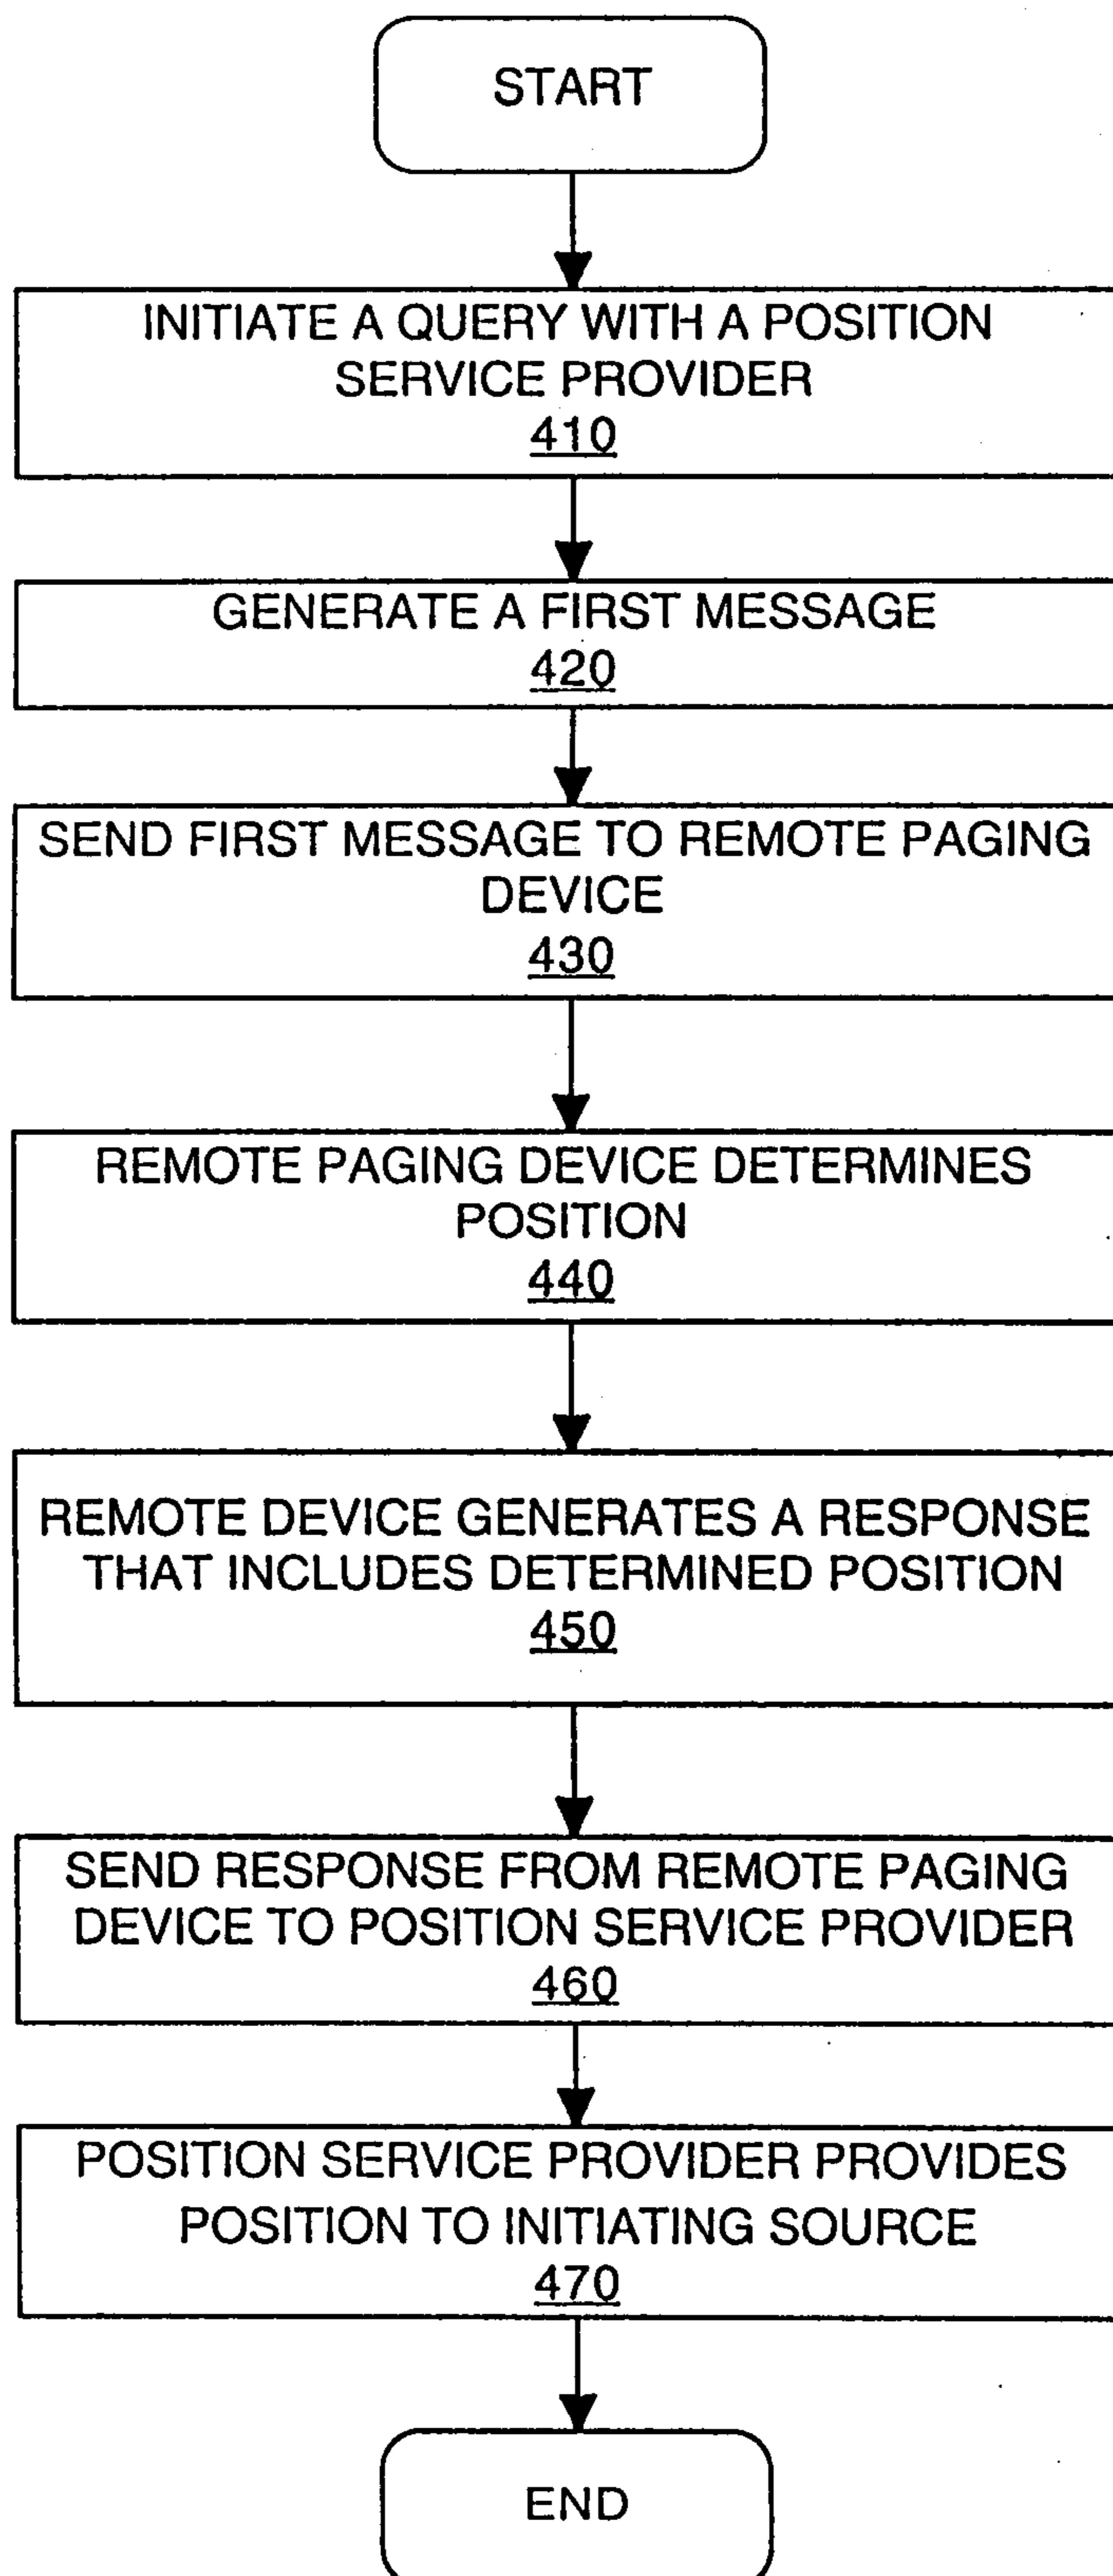 START
INITIATE A QUERY WITH A POSITION
SERVICE PROVIDER
410
GENERATE A FIRST MESSAGE
420
SEND FIRST MESSAGE TO REMOTE PAGING
DEVICE
430
REMOTE PAGING DEVICE DETERMINES
POSITION
440
REMOTE DEVICE GENERATES A RESPONSE
THAT INCLUDES DETERMINED POSITION
450
SEND RESPONSE FROM REMOTE PAGING
DEVICE TO POSITION SERVICE PROVIDER
460
POSITION SERVICE PROVIDER PROVIDES
POSITION TO INITIATING SOURCE
470
END